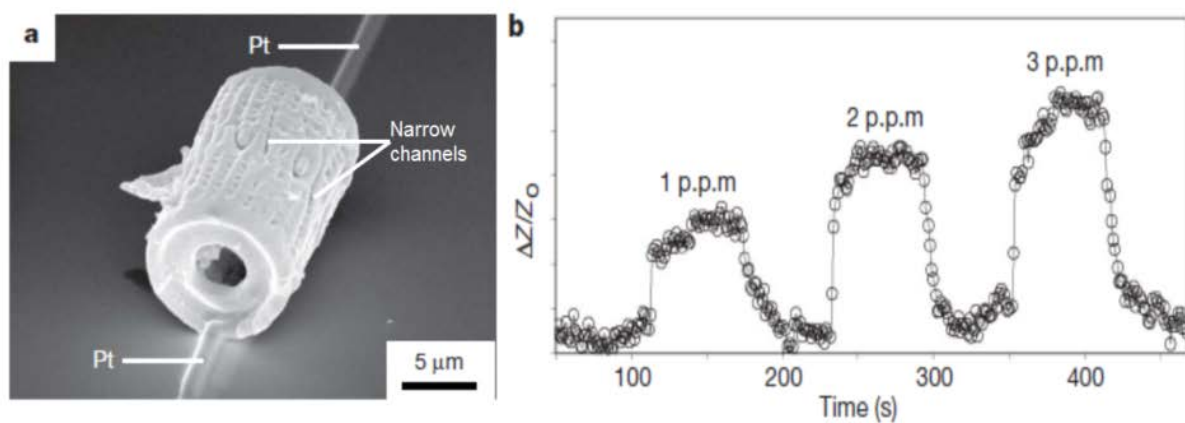 a
Pt
Narrow
channels
Pt
5 μm
b
3 p.p.m
2 p.p.m
1 p.p.m
ΔZ/Z₀
100 200 300 400
Time (s)